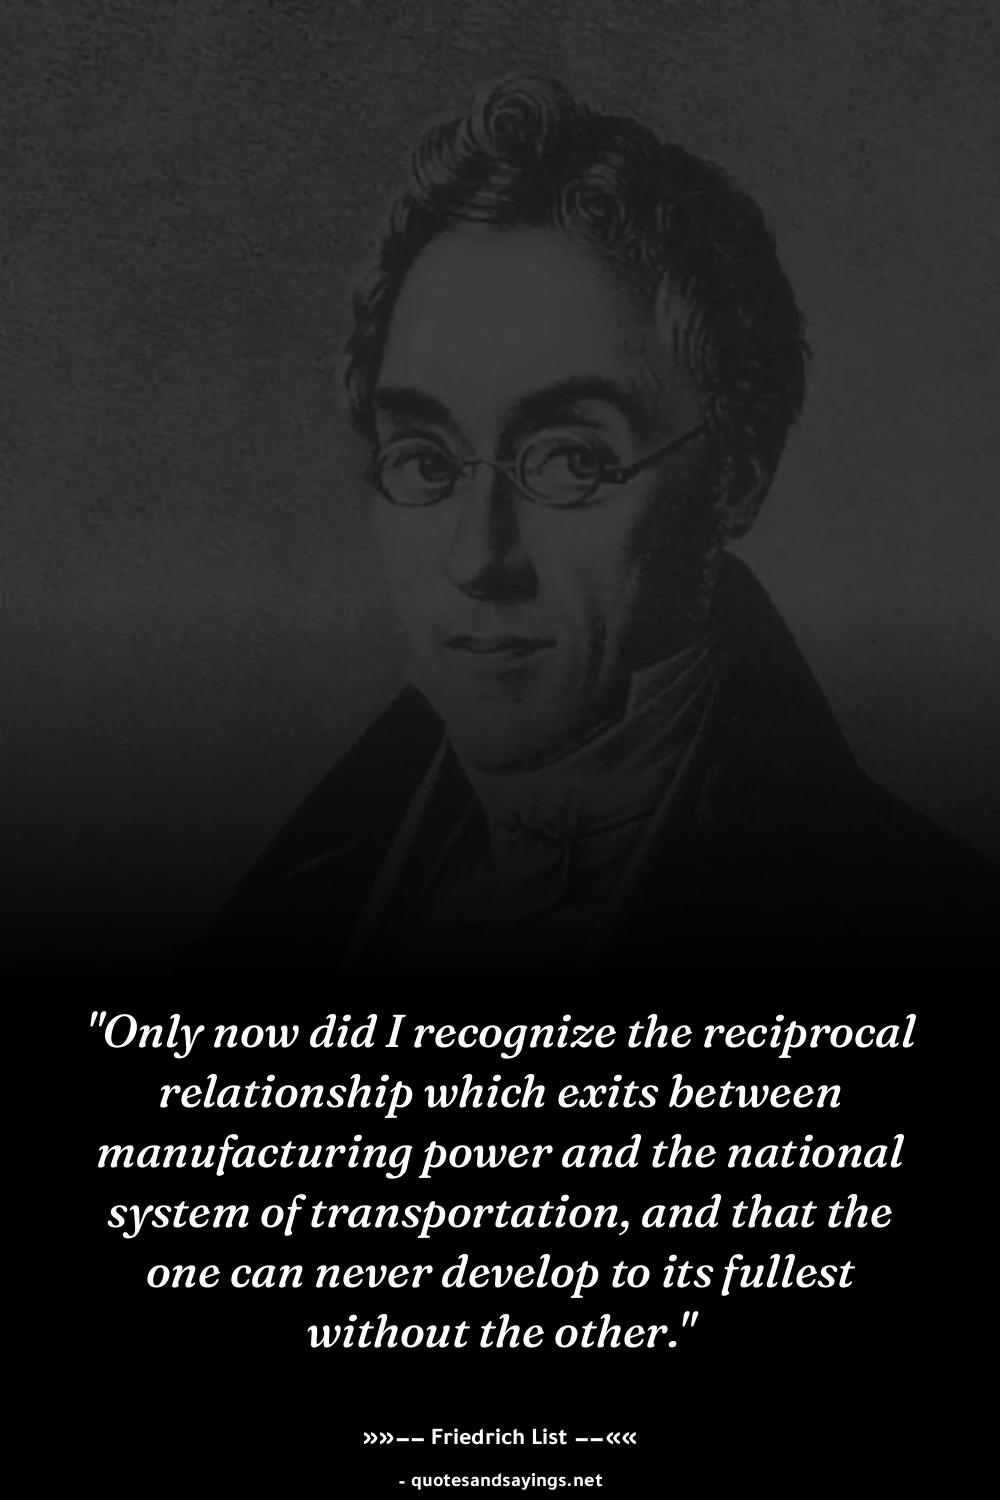 "Only now did I recognize the reciprocal
relationship which exits between
manufacturing power and the national
system of transportation, and that the
one can never develop to its fullest
without the other."
»»–– Friedrich List ––««
- quotesandsayings.net